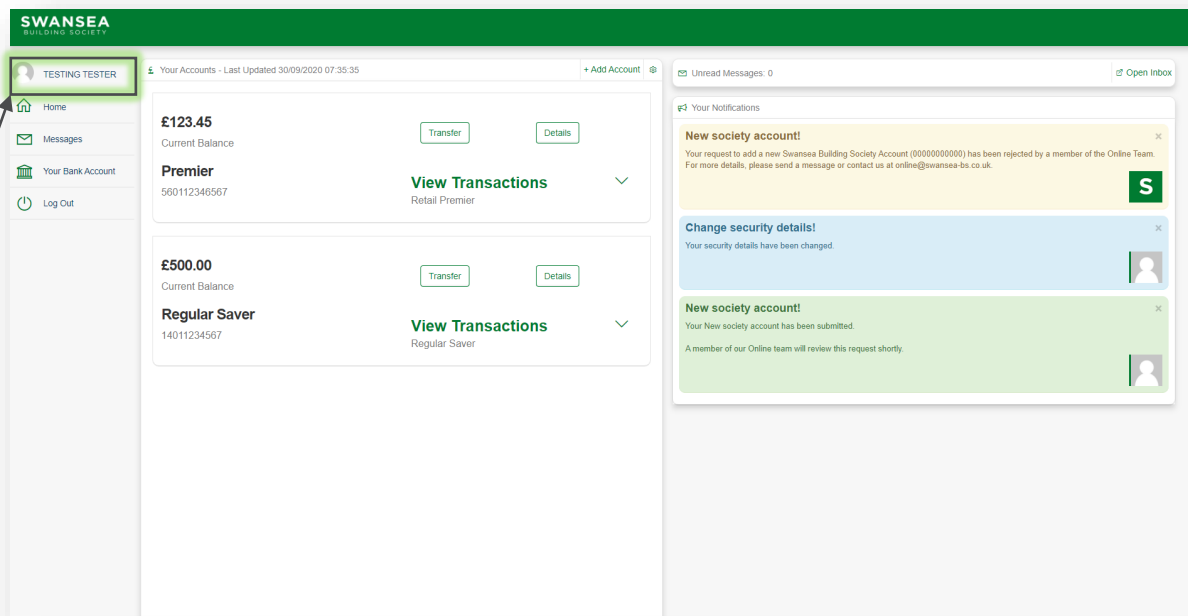 SWANSEA
BUILDING SOCIETY
TESTING TESTER
Home
Messages
Your Bank Account
Log Out
£ Your Accounts - Last Updated 30/09/2020 07:35:35
+ Add Account
£123.45
Current Balance
Transfer
Details
Premier
560112346567
View Transactions
Retail Premier
£500.00
Current Balance
Transfer
Details
Regular Saver
14011234567
View Transactions
Regular Saver
Unread Messages: 0
Open Inbox
Your Notifications
New society account!
×
Your request to add a new Swansea Building Society Account (00000000000) has been rejected by a member of the Online Team.
For more details, please send a message or contact us at online@swansea-bs.co.uk.
S
Change security details!
×
Your security details have been changed.
New society account!
×
Your New society account has been submitted.
A member of our Online team will review this request shortly.